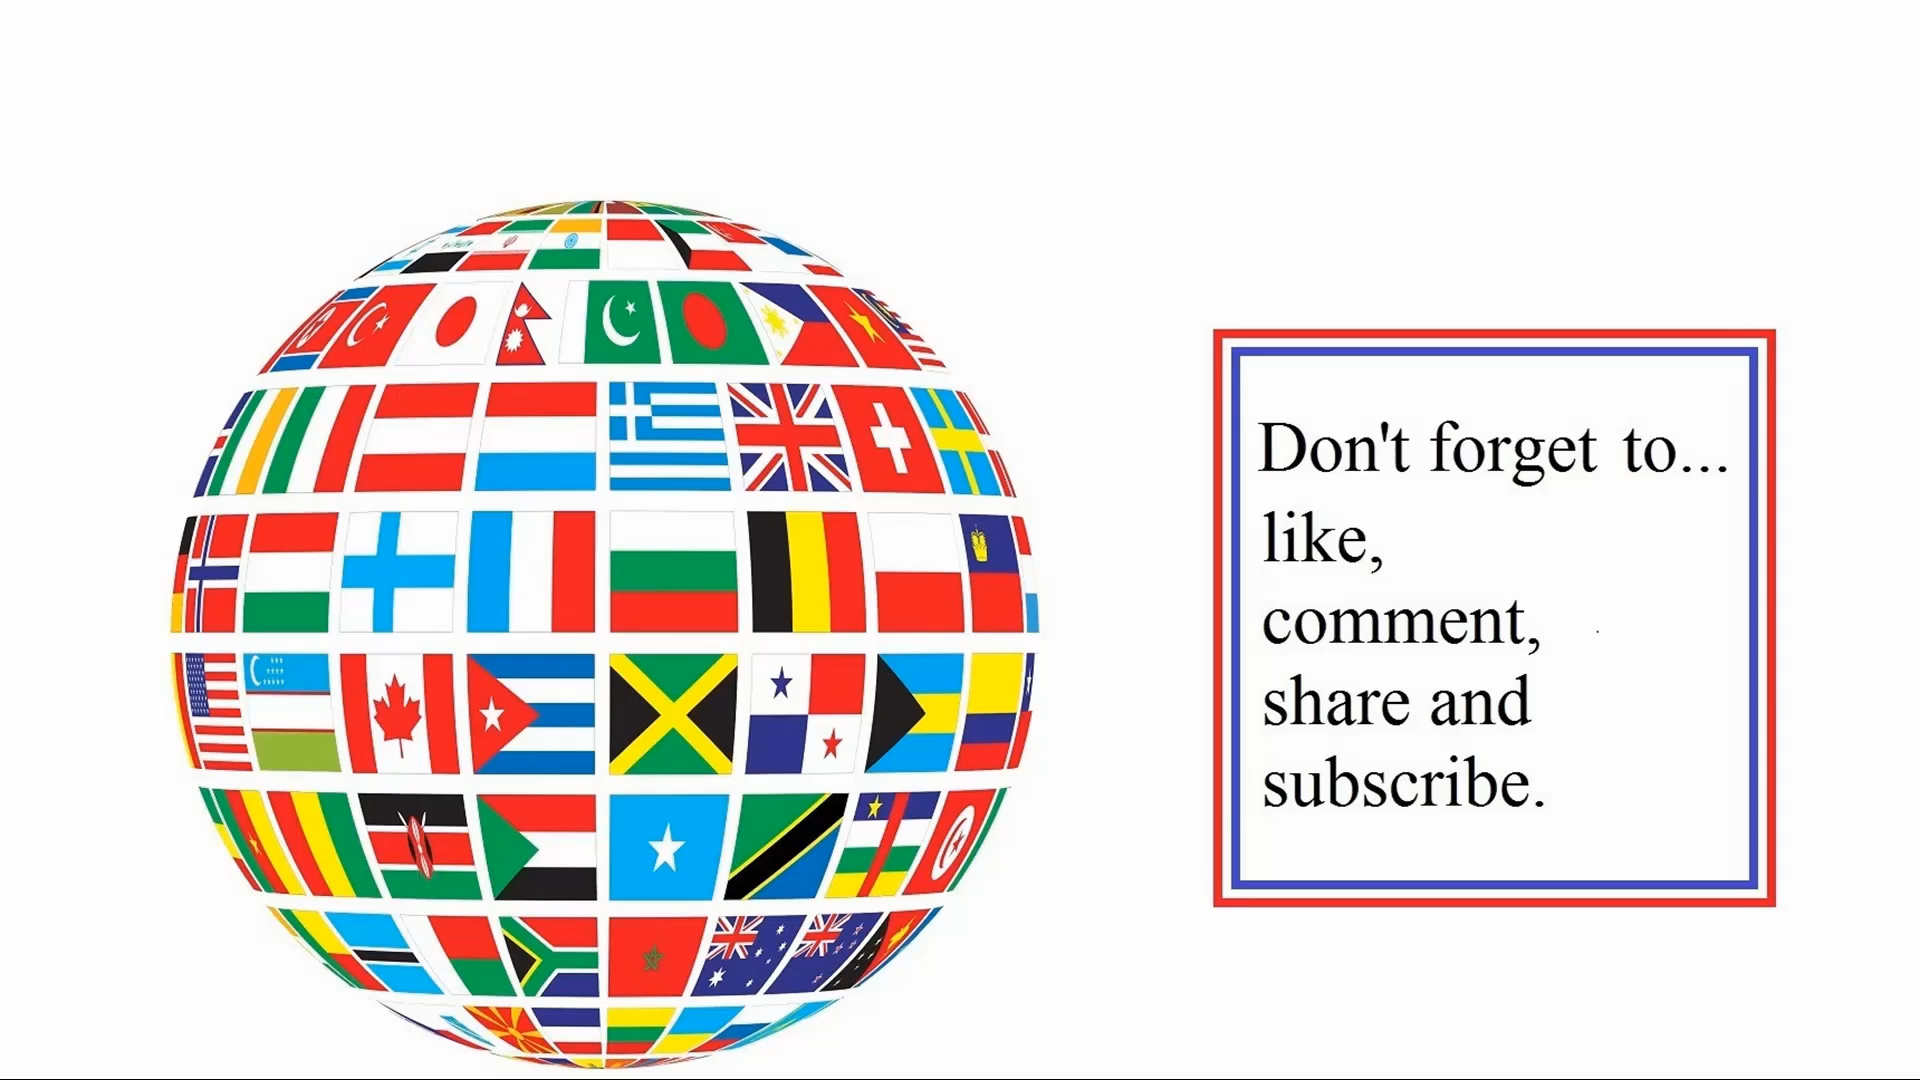 Don't forget to...
like,
comment,
share and
subscribe.